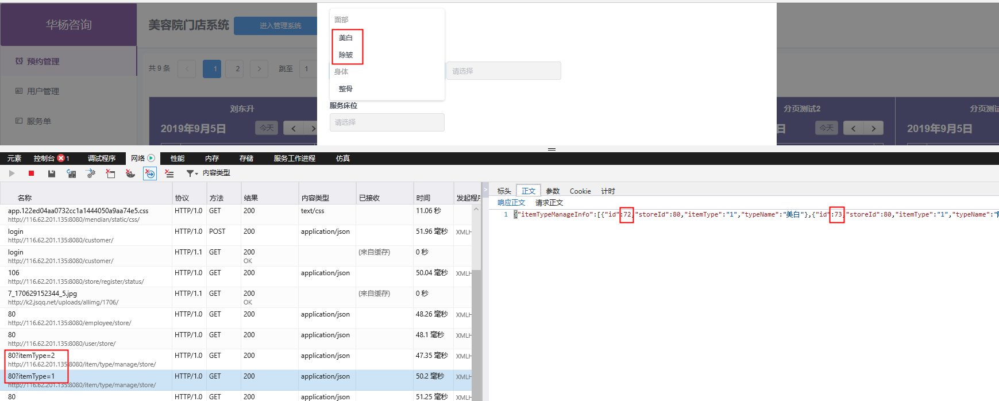 华杨咨询
美容院门店系统
进入管理系统
预约管理
用户管理
服务单
共 9 条
1
2
跳至
1
面部
美白
除皱
身体
整骨
请选择
服务床位
请选择
刘东升
2019年9月5日
今天
分页测试2
日
今天
分页测试
2019年9月5日
元素
控制台
1
调试程序
网络
性能
内存
存储
服务工作进程
仿真
内容类型
名称 协议 方法 结果 内容类型 已接收 时间 发起程序
app.122ed04aa0732cc1a1444050a9aa74e5.css HTTP/1.0 GET 200 text/css 11.06 秒
http://116.62.201.135:8080/mendian/static/css/
login HTTP/1.0 POST 200 application/json 51.96 毫秒 XMLH
http://116.62.201.135:8080/customer/
login HTTP/1.1 GET 200 (来自缓存) 0 秒
http://116.62.201.135:8080/customer/ OK
106 HTTP/1.0 GET 200 application/json 50.04 毫秒 XMLH
http://116.62.201.135:8080/store/register/status/
7_170629152344_5.jpg HTTP/1.1 GET 200 (来自缓存) 0 秒
http://k2.jsqq.net/uploads/allimg/1706/ OK
80 HTTP/1.0 GET 200 application/json 48.26 毫秒 XMLH
http://116.62.201.135:8080/employee/store/
80 HTTP/1.0 GET 200 application/json 48.1 毫秒 XMLH
http://116.62.201.135:8080/user/store/
80?itemType=2 HTTP/1.0 GET 200 application/json 47.35 毫秒 XMLH
http://116.62.201.135:8080/item/type/manage/store/
80?itemType=1 HTTP/1.0 GET 200 application/json 50.2 毫秒 XMLH
http://116.62.201.135:8080/item/type/manage/store/
80 HTTP/1.0 GET 200 application/json 51.25 毫秒 XMLH
标头
正文
参数
Cookie
计时
响应正文
请求正文
1 {"itemTypeManageInfo":[{"id":72,"storeId":80,"itemType":"1","typeName":"美白"},{"id":73,"storeId":80,"itemType":"1","typeName":"